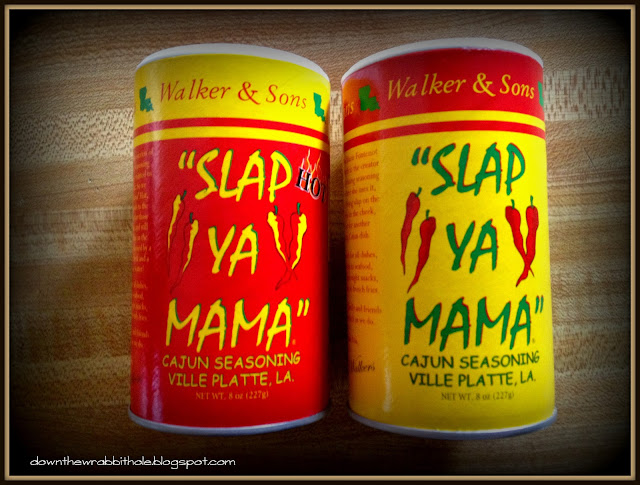 Walker & Sons
"SLAP
HOT
YA
MAMA"®
CAJUN SEASONING
VILLE PLATTE, LA.
NET WT. 8 oz (227g)
Walker & Sons
"SLAP
YA
MAMA"®
CAJUN SEASONING
VILLE PLATTE, LA.
NET WT. 8 oz (227g)
downthewrabbithole.blogspot.com